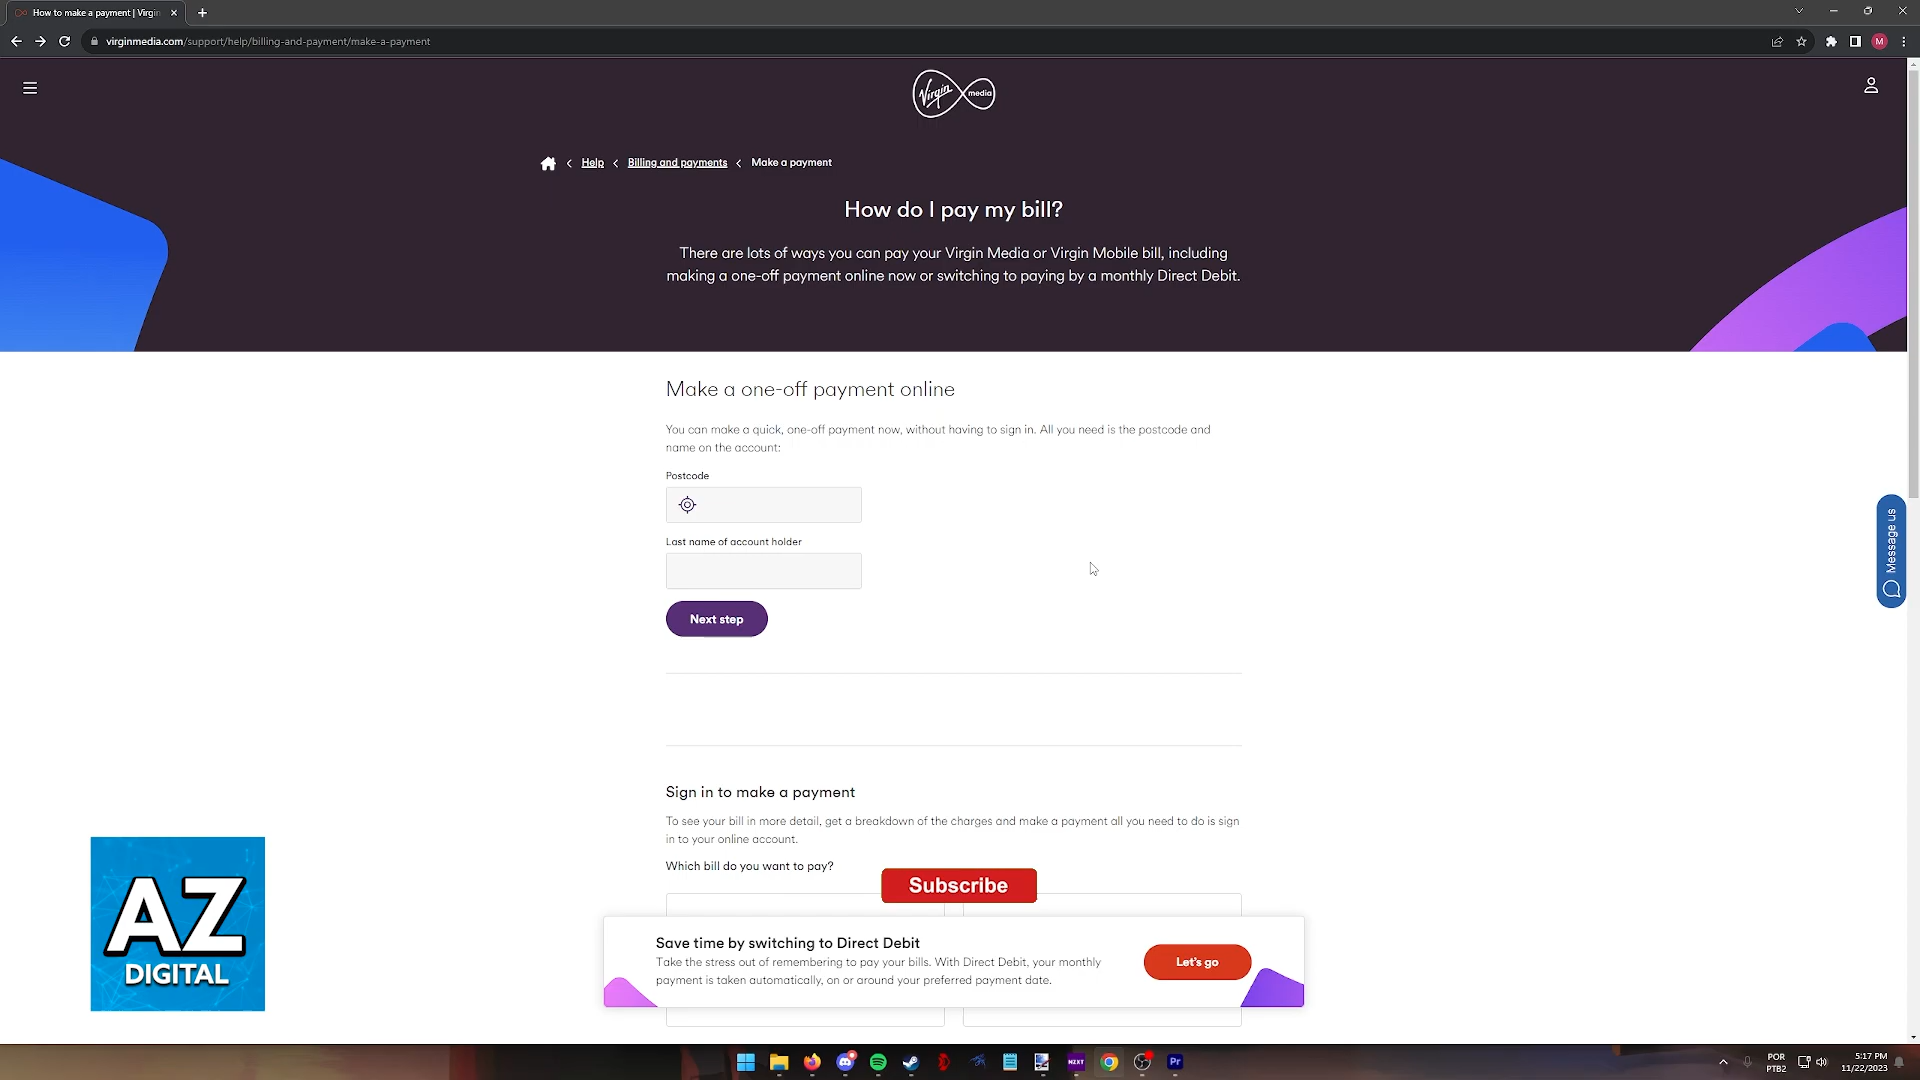 How to make a payment | Virgin
virginmedia.com/support/help/billing-and-payment/make-a-payment
M
Virgin media
Help
Billing and payments
Make a payment
How do I pay my bill?
There are lots of ways you can pay your Virgin Media or Virgin Mobile bill, including
making a one-off payment online now or switching to paying by a monthly Direct Debit.
Make a one-off payment online
You can make a quick, one-off payment now, without having to sign in. All you need is the postcode and
name on the account:
Postcode
Last name of account holder
Next step
Message us
Sign in to make a payment
To see your bill in more detail, get a breakdown of the charges and make a payment all you need to do is sign
in to your online account.
Which bill do you want to pay?
Subscribe
Save time by switching to Direct Debit
Take the stress out of remembering to pay your bills. With Direct Debit, your monthly
payment is taken automatically, on or around your preferred payment date.
Let's go
AZ
DIGITAL
NZXT
Pr
POR
PTB2
5:17 PM
11/22/2023